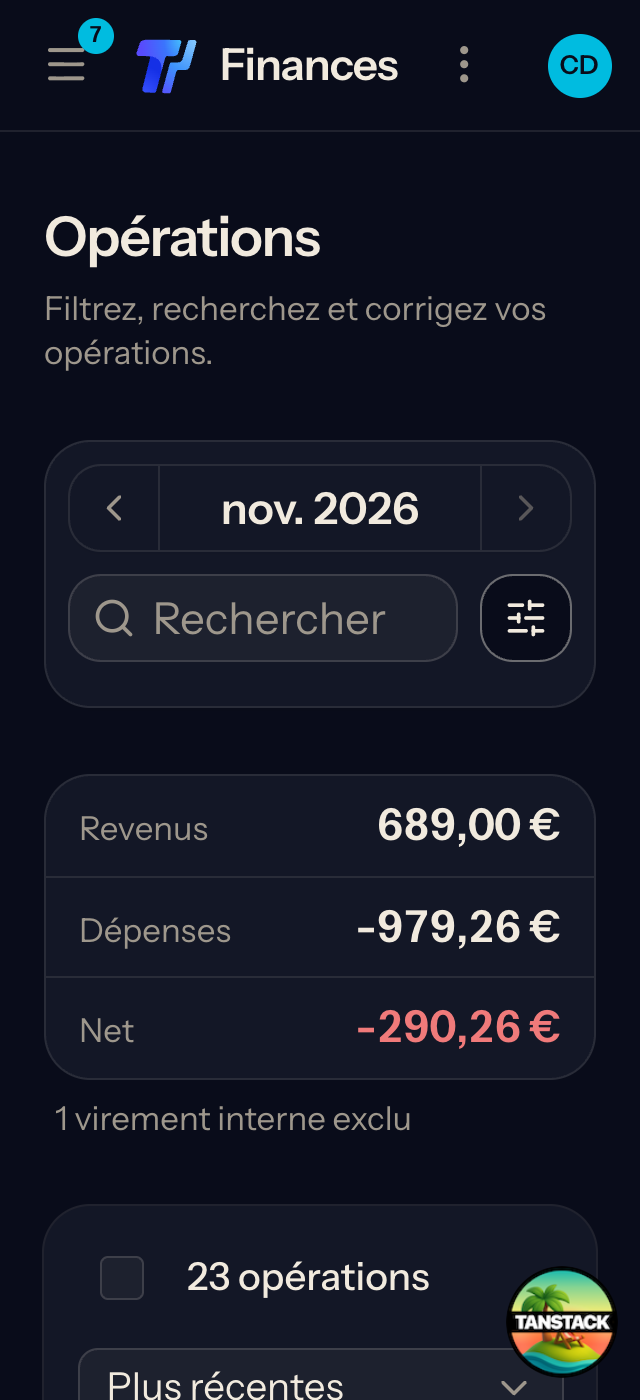 7
Finances
CD
Opérations
Filtrez, recherchez et corrigez vos
opérations.
nov. 2026
Rechercher
Revenus 689,00 €
Dépenses -979,26 €
Net -290,26 €
1 virement interne exclu
23 opérations
TANSTACK
Plus récentes